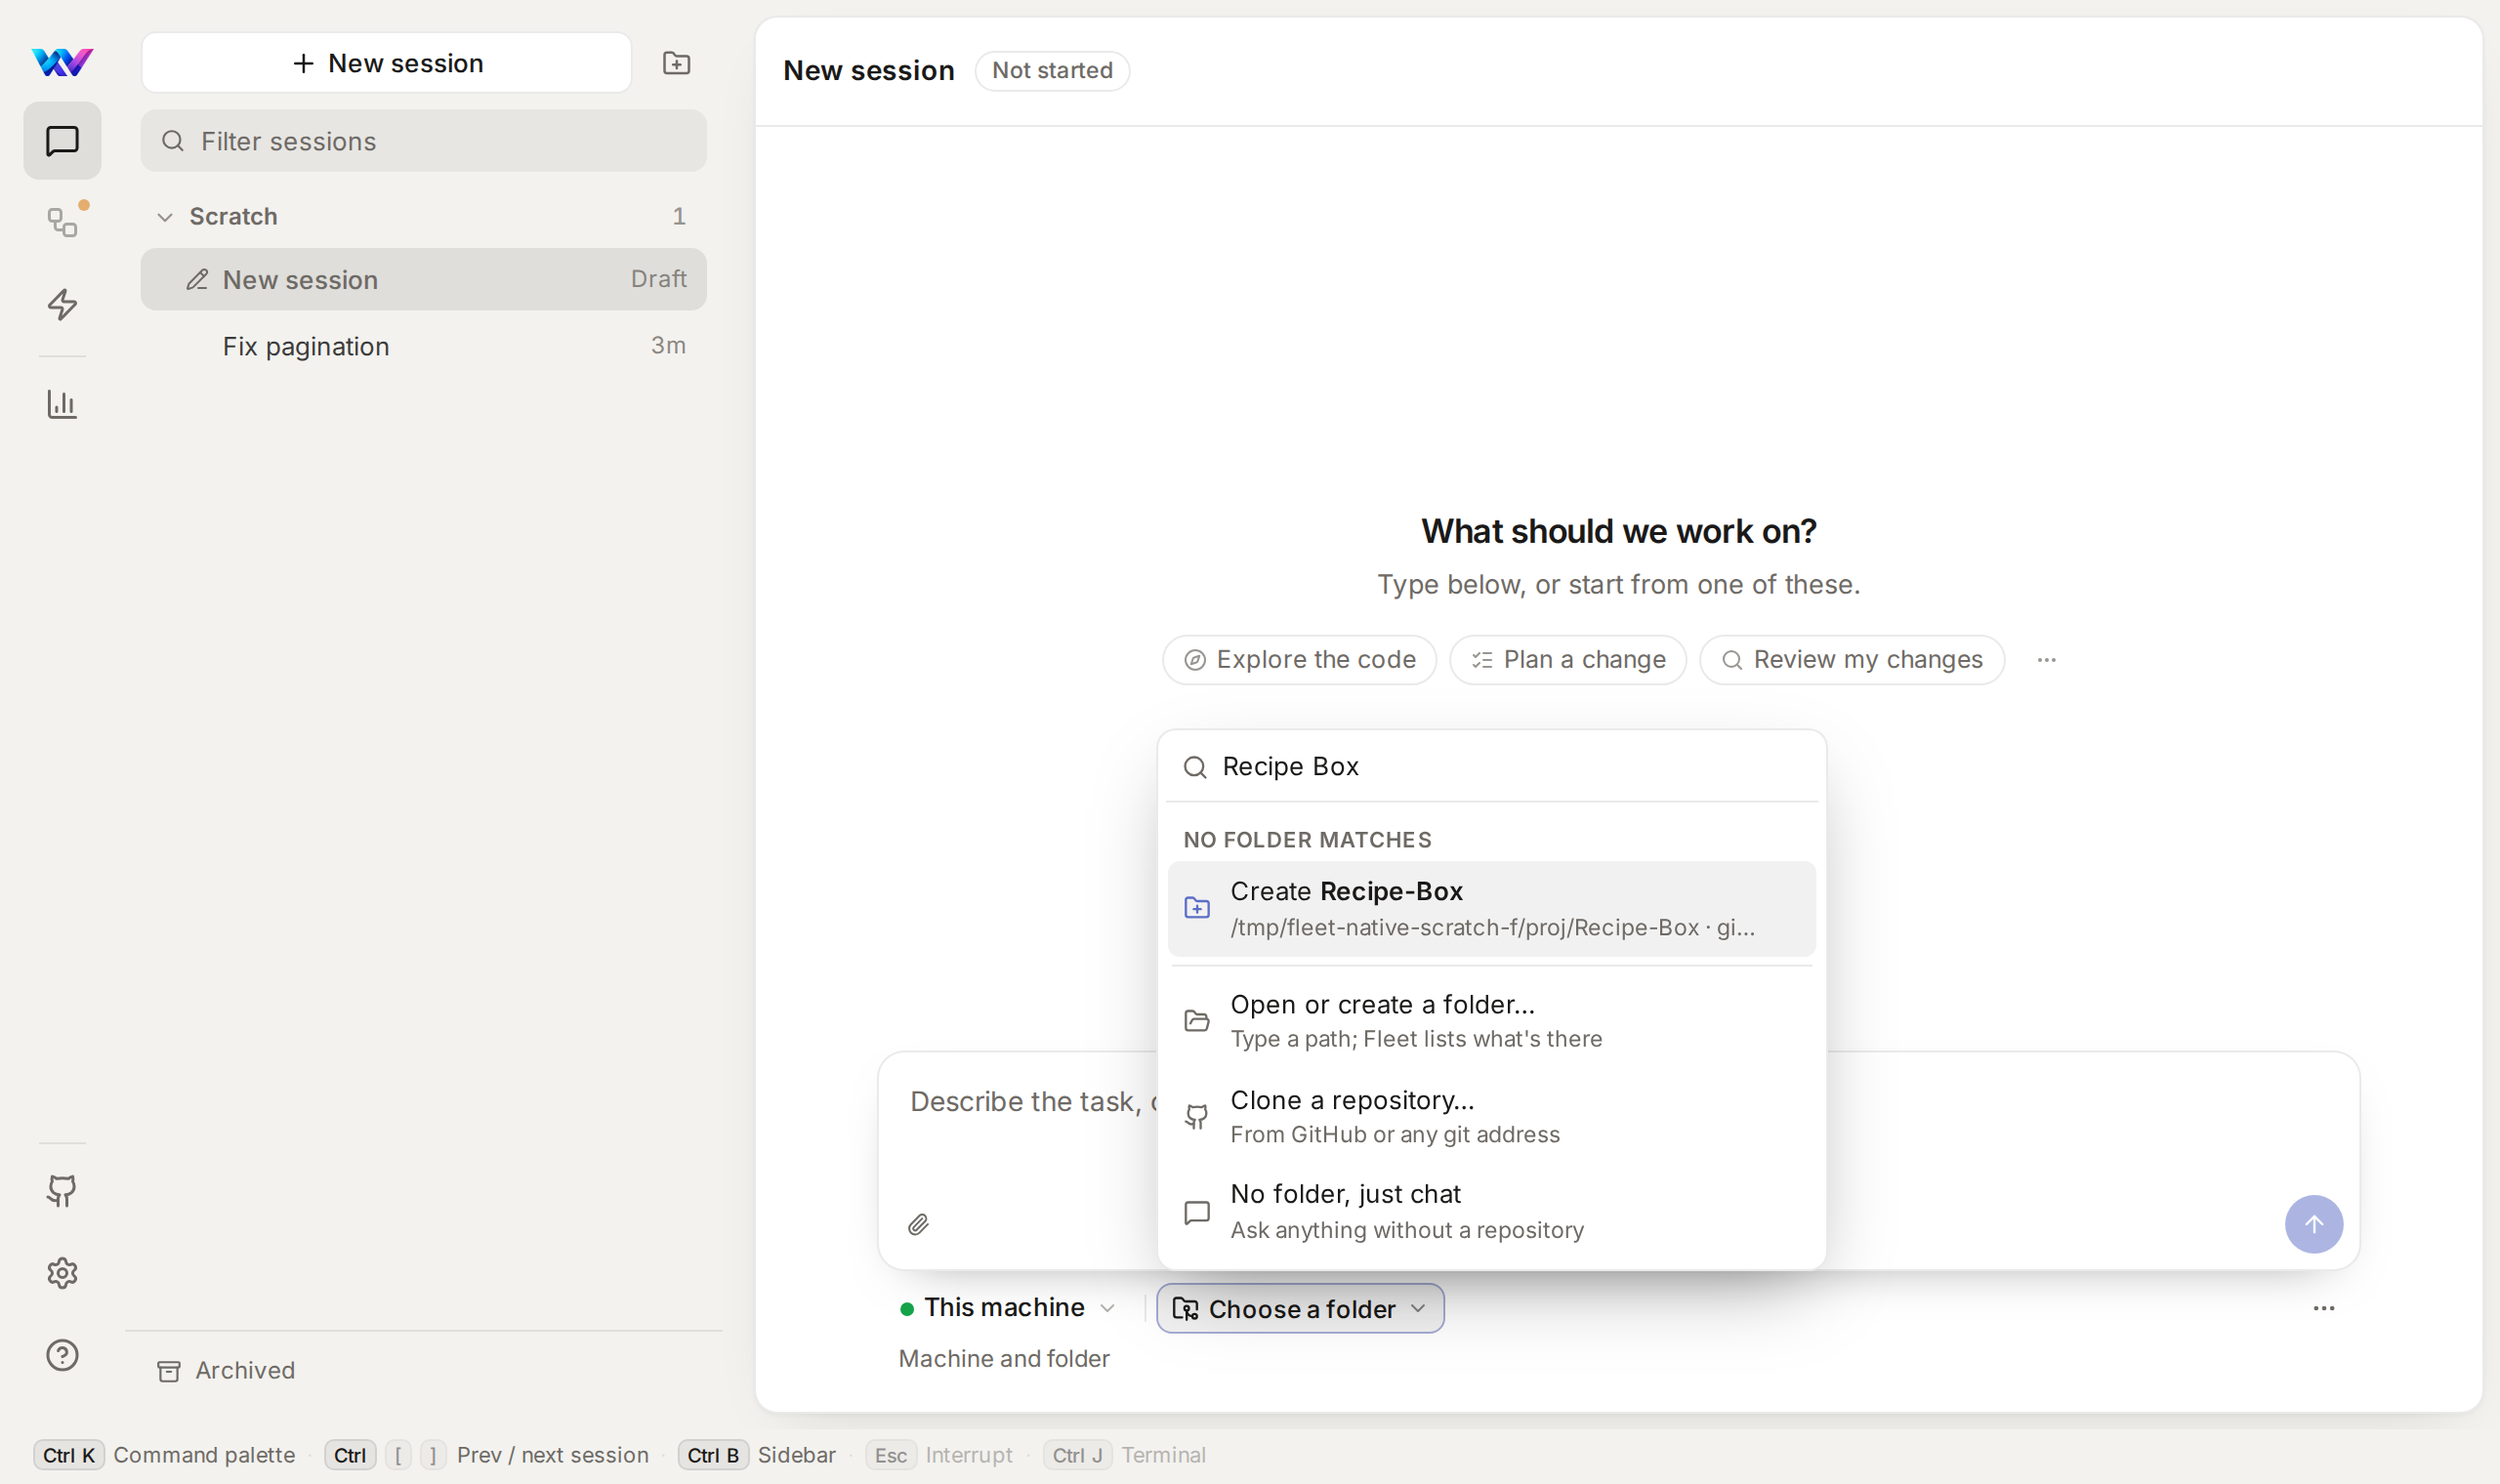 New session
Filter sessions
Scratch 1
New session Draft
Fix pagination 3m
Archived
New session Not started
What should we work on?
Type below, or start from one of these.
Explore the code Plan a change Review my changes
Recipe Box
NO FOLDER MATCHES
Create Recipe-Box
/tmp/fleet-native-scratch-f/proj/Recipe-Box · gi...
Open or create a folder...
Type a path; Fleet lists what's there
Clone a repository...
From GitHub or any git address
No folder, just chat
Ask anything without a repository
Describe the task,
This machine Choose a folder
Machine and folder
Ctrl K Command palette · Ctrl [ ] Prev / next session · Ctrl B Sidebar · Esc Interrupt · Ctrl J Terminal